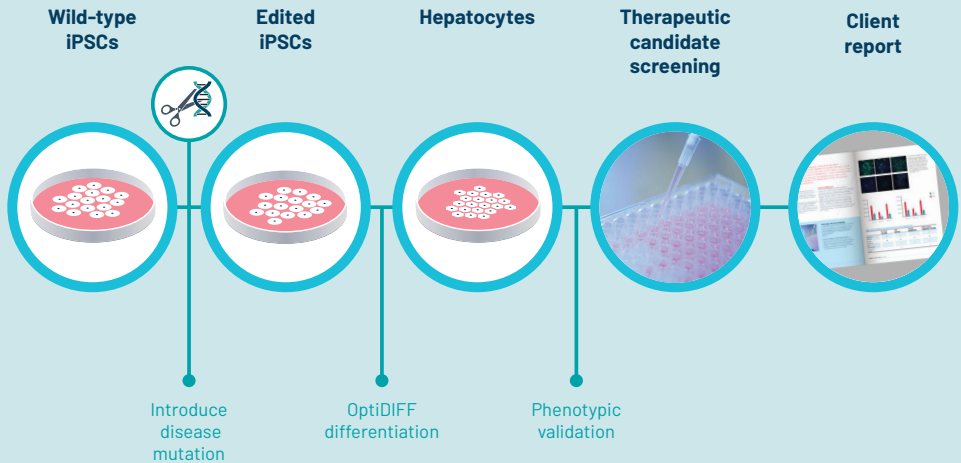 Wild-type
iPSCs
Edited
iPSCs
Hepatocytes
Therapeutic
candidate
screening
Client
report
Introduce
disease
mutation
OptiDIFF
differentiation
Phenotypic
validation